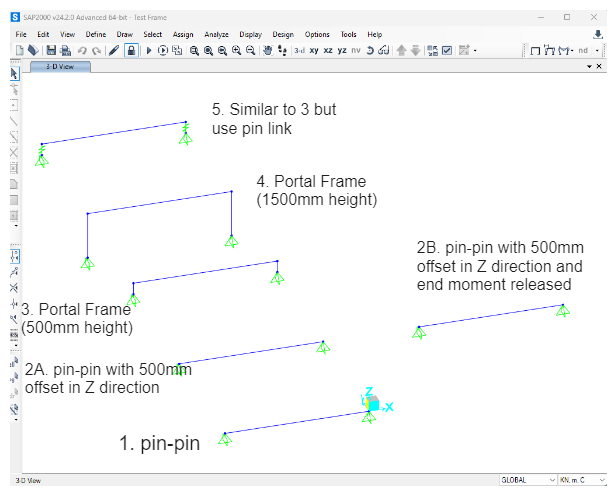 SAP2000 v24.2.0 Advanced 64-bit - Test Frame
File Edit View Define Draw Select Assign Analyze Display Design Options Tools Help
3-d xy xz yz nv nd
3-D View
5. Similar to 3 but
use pin link
4. Portal Frame
(1500mm height)
2B. pin-pin with 500mm
offset in Z direction and
end moment released
3. Portal Frame
(500mm height)
2A. pin-pin with 500mm
offset in Z direction
Z
X
1. pin-pin
3-D View
GLOBAL
KN, m, C